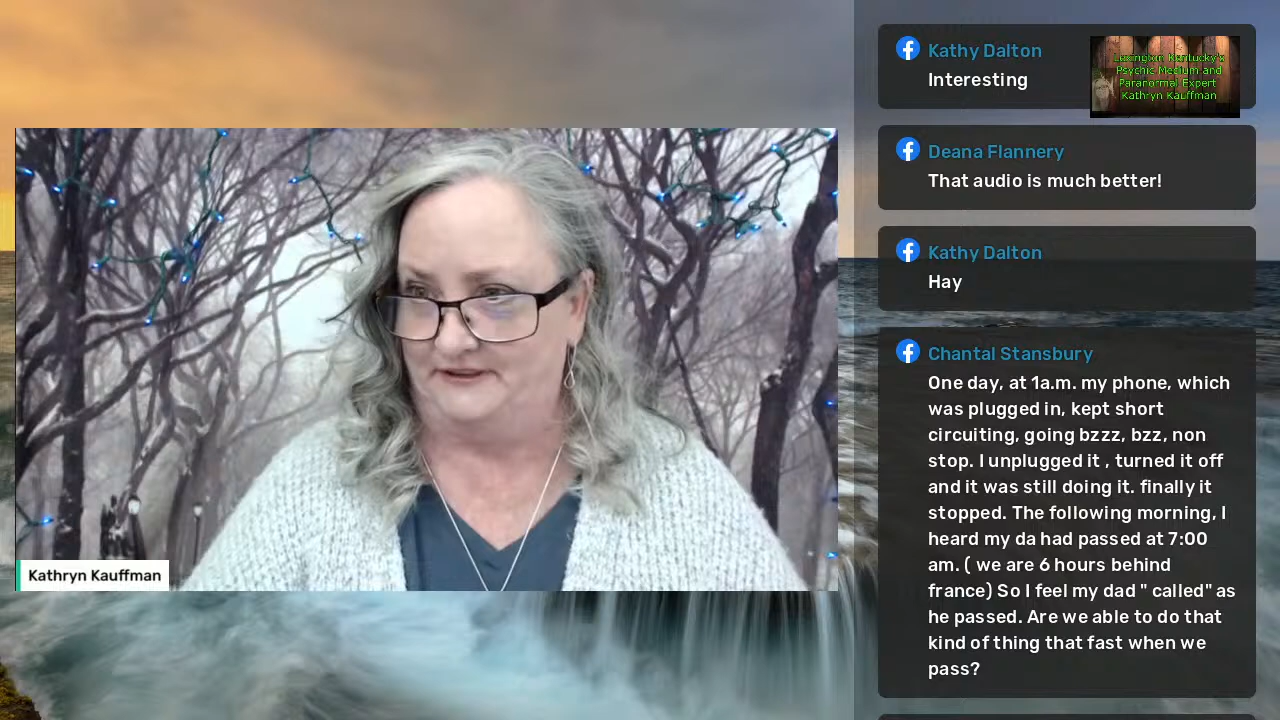 Kathryn Kauffman
Kathy Dalton
Interesting
Lexington Kentucky's
Psychic Medium and
Paranormal Expert
Kathryn Kauffman
Deana Flannery
That audio is much better!
Kathy Dalton
Hay
Chantal Stansbury
One day, at 1a.m. my phone, which
was plugged in, kept short
circuiting, going bzzz, bzz, non
stop. I unplugged it , turned it off
and it was still doing it. finally it
stopped. The following morning, I
heard my da had passed at 7:00
am. ( we are 6 hours behind
france) So I feel my dad " called" as
he passed. Are we able to do that
kind of thing that fast when we
pass?